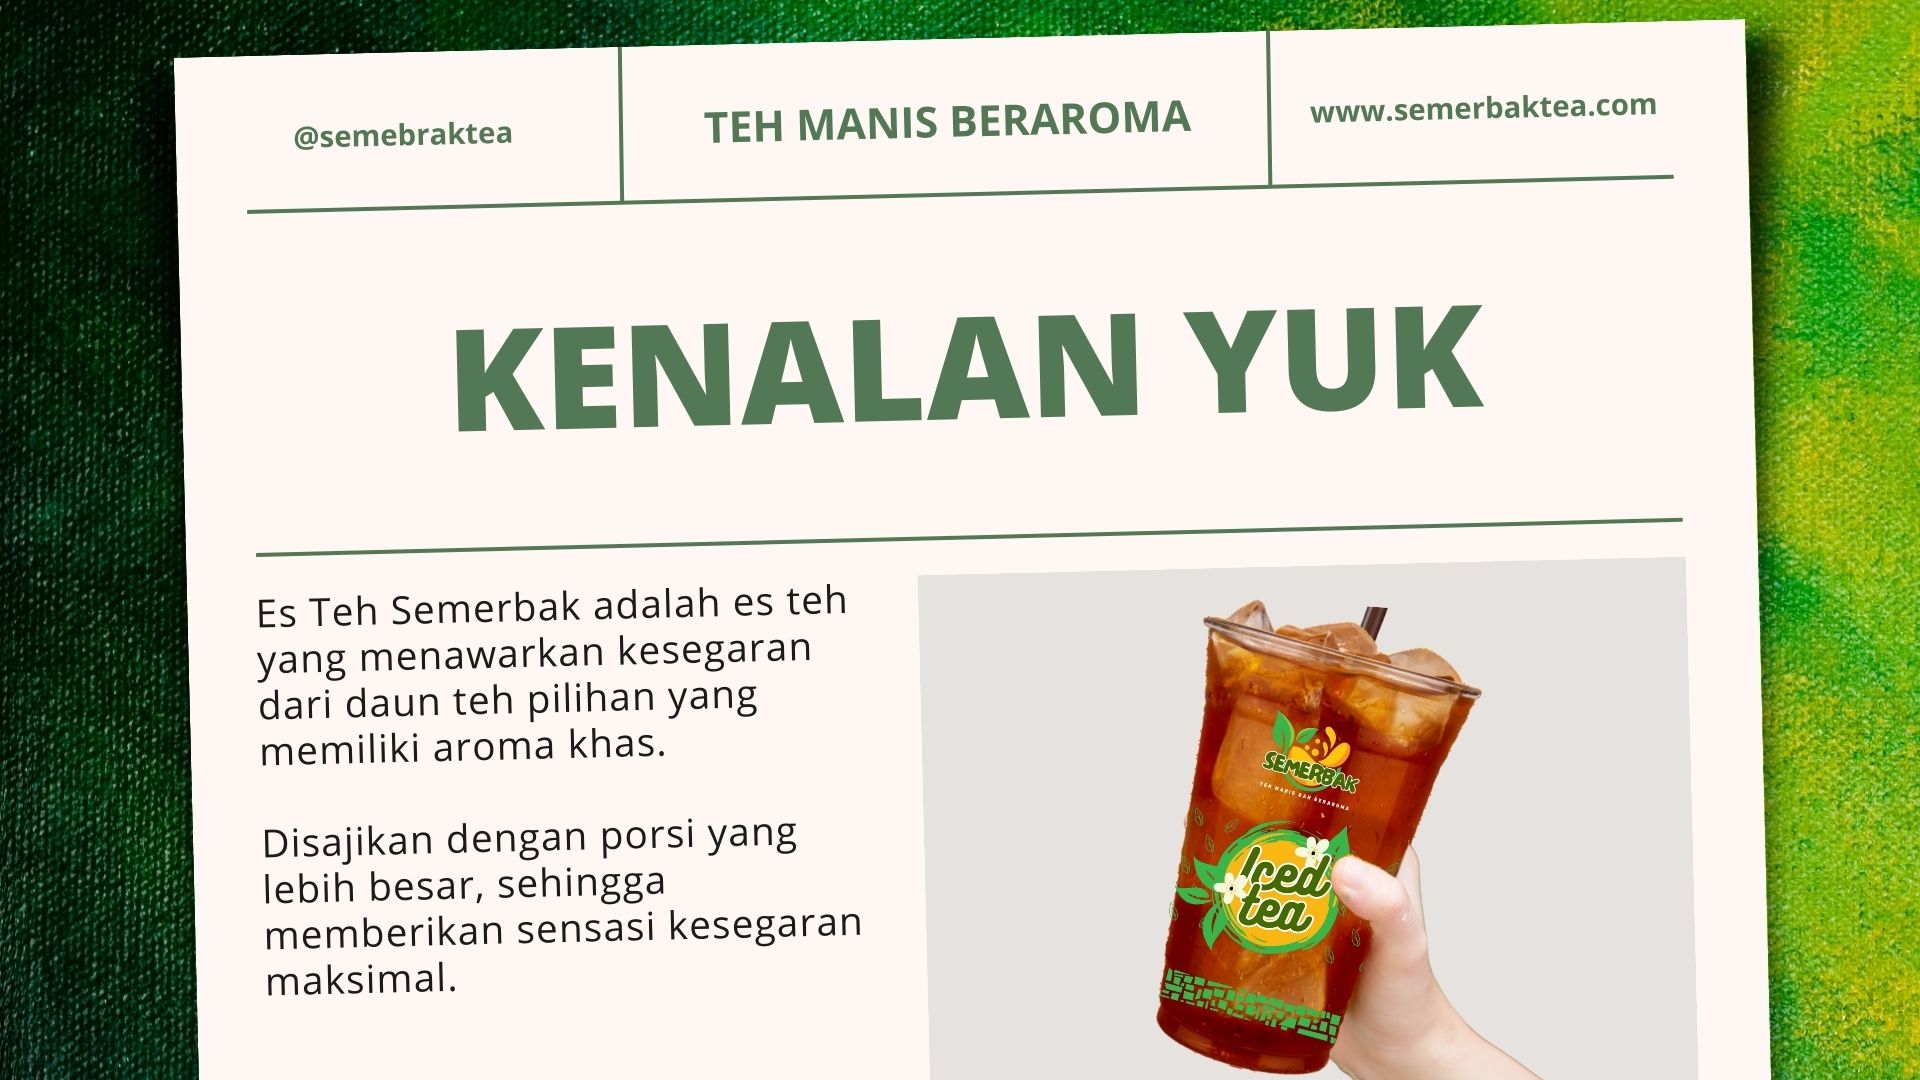 @semebraktea
TEH MANIS BERAROMA
www.semerbaktea.com
KENALAN YUK
Es Teh Semerbak adalah es teh
yang menawarkan kesegaran
dari daun teh pilihan yang
memiliki aroma khas.
Disajikan dengan porsi yang
lebih besar, sehingga
memberikan sensasi kesegaran
maksimal.
SEMERBAK
TEH MANIS DAN BERAROMA
Iced
tea